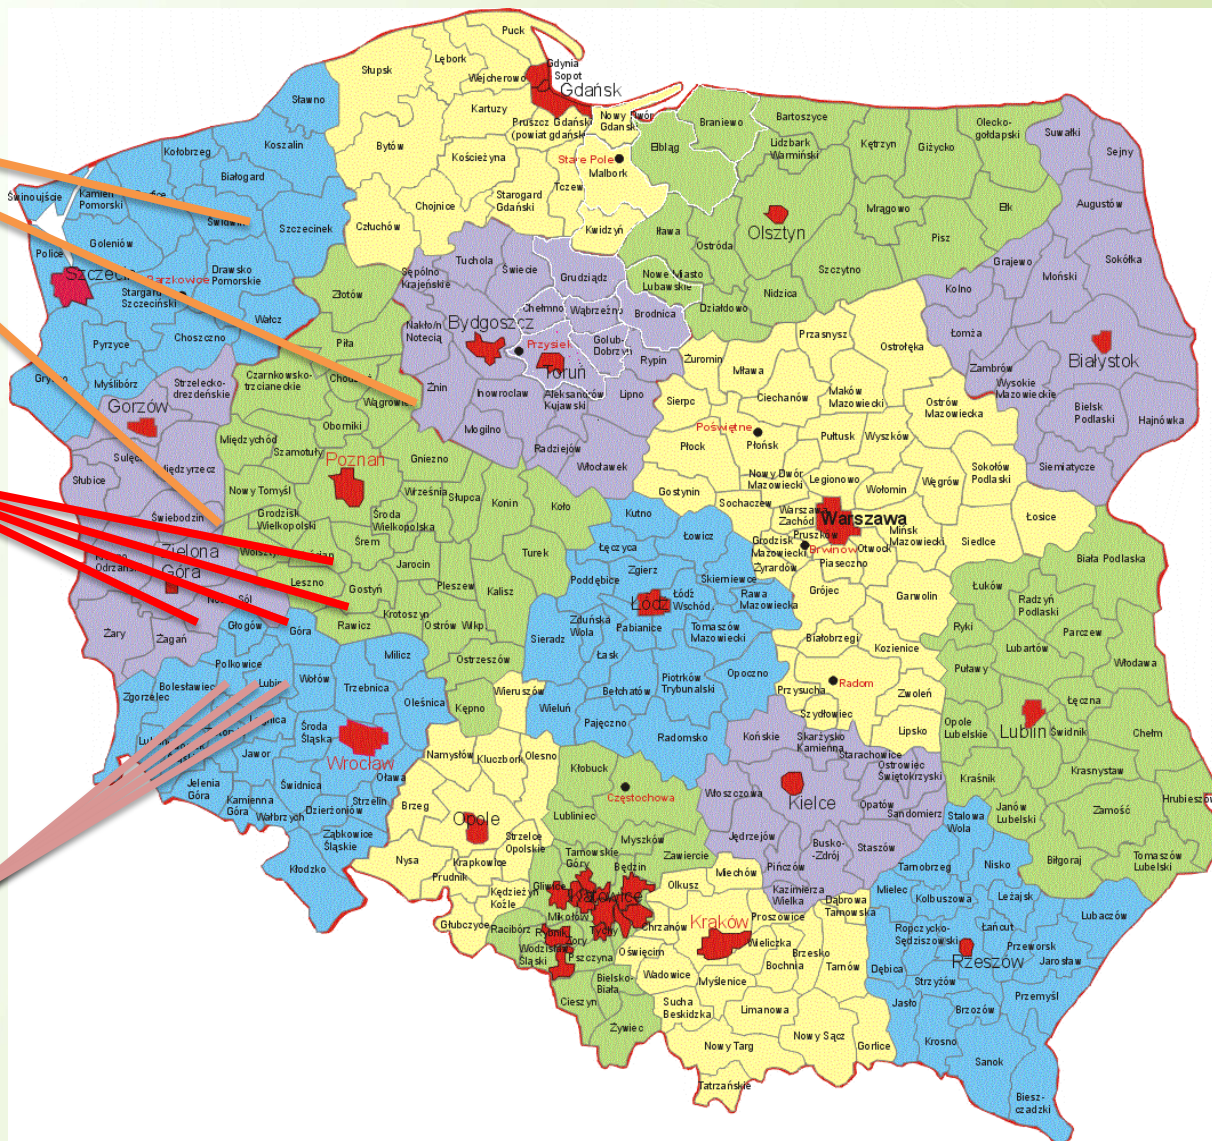 Puck
Lębork
Słupsk
Wejcherowo
Gdynia
Sopot
Gdańsk
Sławno
Kartuzy
Pruszcz Gdański
(powiat gdański)
Nowy Dwór
Gdański
Braniewo
Bartoszyce
Olecko-
gołdapski
Suwałki
Sejny
Koszalin
Kołobrzeg
Białogard
Bytów
Kościeżyna
Stare Pole
Malbork
Elbląg
Lidzbark
Warmiński
Kętrzyn
Giżycko
Świnoujście
Kamień
Pomorski
Szczecinek
Człuchów
Chojnice
Starogard
Gdański
Tczew
Kwidzyn
Iława
Ostróda
Olsztyn
Mrągowo
Pisz
Ełk
Augustów
Police
Goleniów
Szczecin
Barzkowice
Stargard
Szczeciński
Drawsko
Pomorskie
Wałcz
Złotów
Sępólno
Krajeńskie
Tuchola
Świecie
Grudziądz
Nowe Miasto
Lubawskie
Działdowo
Nidzica
Szczytno
Kolno
Grajewo
Mońki
Sokółka
Pyrzyce
Choszczno
Myślibórz
Piła
Nakło/n
Notecią
Bydgoszcz
Chełmno
Wąbrzeźno
Brodnica
Przysiek
Toruń
Golub-
Dobrzyń
Rypin
Żuromin
Mława
Przasnysz
Ostrołęka
Łomża
Zambrów
Wysokie
Mazowieckie
Białystok
Bielsk
Podlaski
Hajnówka
Siemiatycze
Strzelecko-
drezdeńskie
Gorzów
Czarnkowsko-
trzcianeckie
Wągrowiec
Żnin
Inowrocław
Aleksandrów
Kujawski
Lipno
Sierpc
Ciechanów
Maków
Mazowiecki
Ostrów
Mazowiecka
Mogilno
Radziejów
Włocławek
Płock
Poświętne
Płońsk
Pułtusk
Wyszków
Słubice
Międzyrzecz
Międzychód
Szamotuły
Oborniki
Poznań
Gniezno
Września
Słupca
Konin
Koło
Gostynin
Sochaczew
Nowy Dwór
Mazowiecki
Legionowo
Wołomin
Węgrów
Sokołów
Podlaski
Łosice
Nowy Tomyśl
Świebodzin
Grodzisk
Wielkopolski
Środa
Wielkopolska
Kutno
Łowicz
Warszawa
Zachód
Warszawa
Pruszków
Grodzisk
Mazowiecki
Brwinów
Otwock
Mińsk
Mazowiecki
Siedlce
Żyrardów
Piaseczno
Zielona
Góra
Śrem
Jarocin
Turek
Łęczyca
Poddębice
Zgierz
Skierniewce
Biała Podlaska
Leszno
Gostyń
Pleszew
Kalisz
Krotoszyn
Rawicz
Ostrów Wlkp.
Zduńska
Wola
Łódź
Łódź
Wschód.
Pabianice
Rawa
Mazowiecka
Tomaszów
Mazowiecki
Grójec
Garwolin
Łuków
Radzyń
Podlaski
Parczew
Żary
Żagań
Głogów
Góra
Milicz
Sieradz
Łask
Białobrzegi
Kozienice
Ryki
Lubartów
Włodawa
Polkowice
Bolesławiec
Zgorzelec
Wołów
Trzebnica
Ostrzeszów
Kępno
Wieruszów
Wieluń
Bełchatów
Pajęczno
Piotrków
Trybunalski
Opoczno
Przysucha
Radom
Zwoleń
Puławy
Łęczna
Oleśnica
Środa
Śląska
Wrocław
Jawor
Radomsko
Szydłowiec
Lipsko
Opole
Lubelskie
Lublin
Świdnik
Chełm
Namysłów
Kluczbork
Olesno
Kłobuck
Częstochowa
Końskie
Skarżysko
Kamienna
Starachowice
Ostrowiec
Świętokrzyski
Kraśnik
Krasnystaw
Hrubieszów
Jelenia
Góra
Kamienna
Góra
Świdnica
Oława
Strzelin
Dzierżoniów
Wałbrzych
Ząbkowice
Śląskie
Kłodzko
Brzeg
Opole
Strzelce
Opolskie
Lubliniec
Myszków
Zawiercie
Włoszczowa
Kielce
Opatów
Sandomierz
Jędrzejów
Busko-
Zdrój
Staszów
Pińczów
Kazimierza
Wielka
Stalowa
Wola
Janów
Lubelski
Zamość
Biłgoraj
Tomaszów
Lubelski
Nysa
Krapkowice
Prudnik
Kędzieżyn
Koźle
Głubczyce
Tarnowskie
Góry
Będzin
Gliwice
Katowice
Mikołów
Olkusz
Miechów
Dąbrowa
Tarnowska
Tarnobrzeg
Nisko
Mielec
Kolbuszowa
Leżajsk
Lubaczów
Racibórz
Rybnik
Żory
Tychy
Wodzisław
Śląski
Pszczyna
Chrzanów
Oświęcim
Kraków
Proszowice
Wieliczka
Bochnia
Brzesko
Tarnów
Ropczycko-
Sędziszowski
Łańcut
Przeworsk
Jarosław
Rzeszów
Dębica
Strzyżów
Przemyśl
Cieszyn
Bielsko-
Biała
Żywiec
Wadowice
Myślenice
Sucha
Beskidzka
Limanowa
Nowy Targ
Nowy Sącz
Gorlice
Tatrzańskie
Jasło
Brzozów
Krosno
Sanok
Biesz-
czadzki